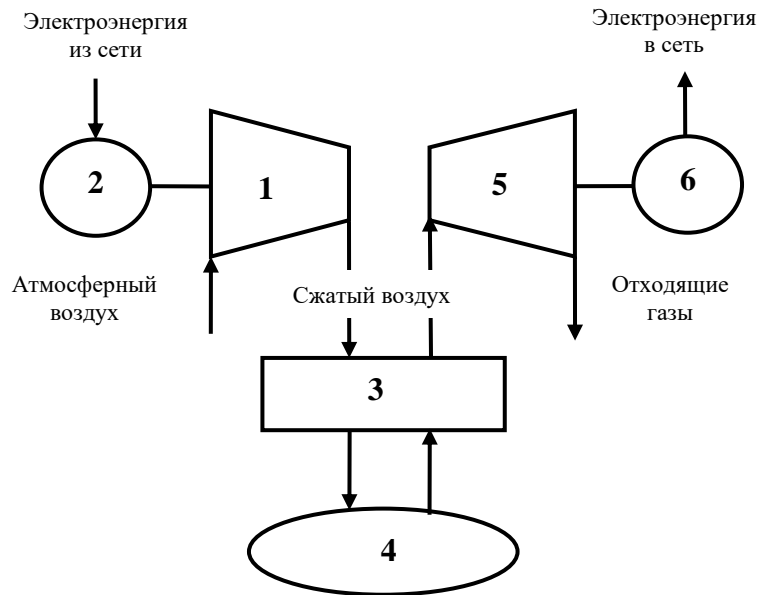 Электроэнергия
из сети
Электроэнергия
в сеть
2
1
5
6
Атмосферный
воздух
Сжатый воздух
Отходящие
газы
3
4